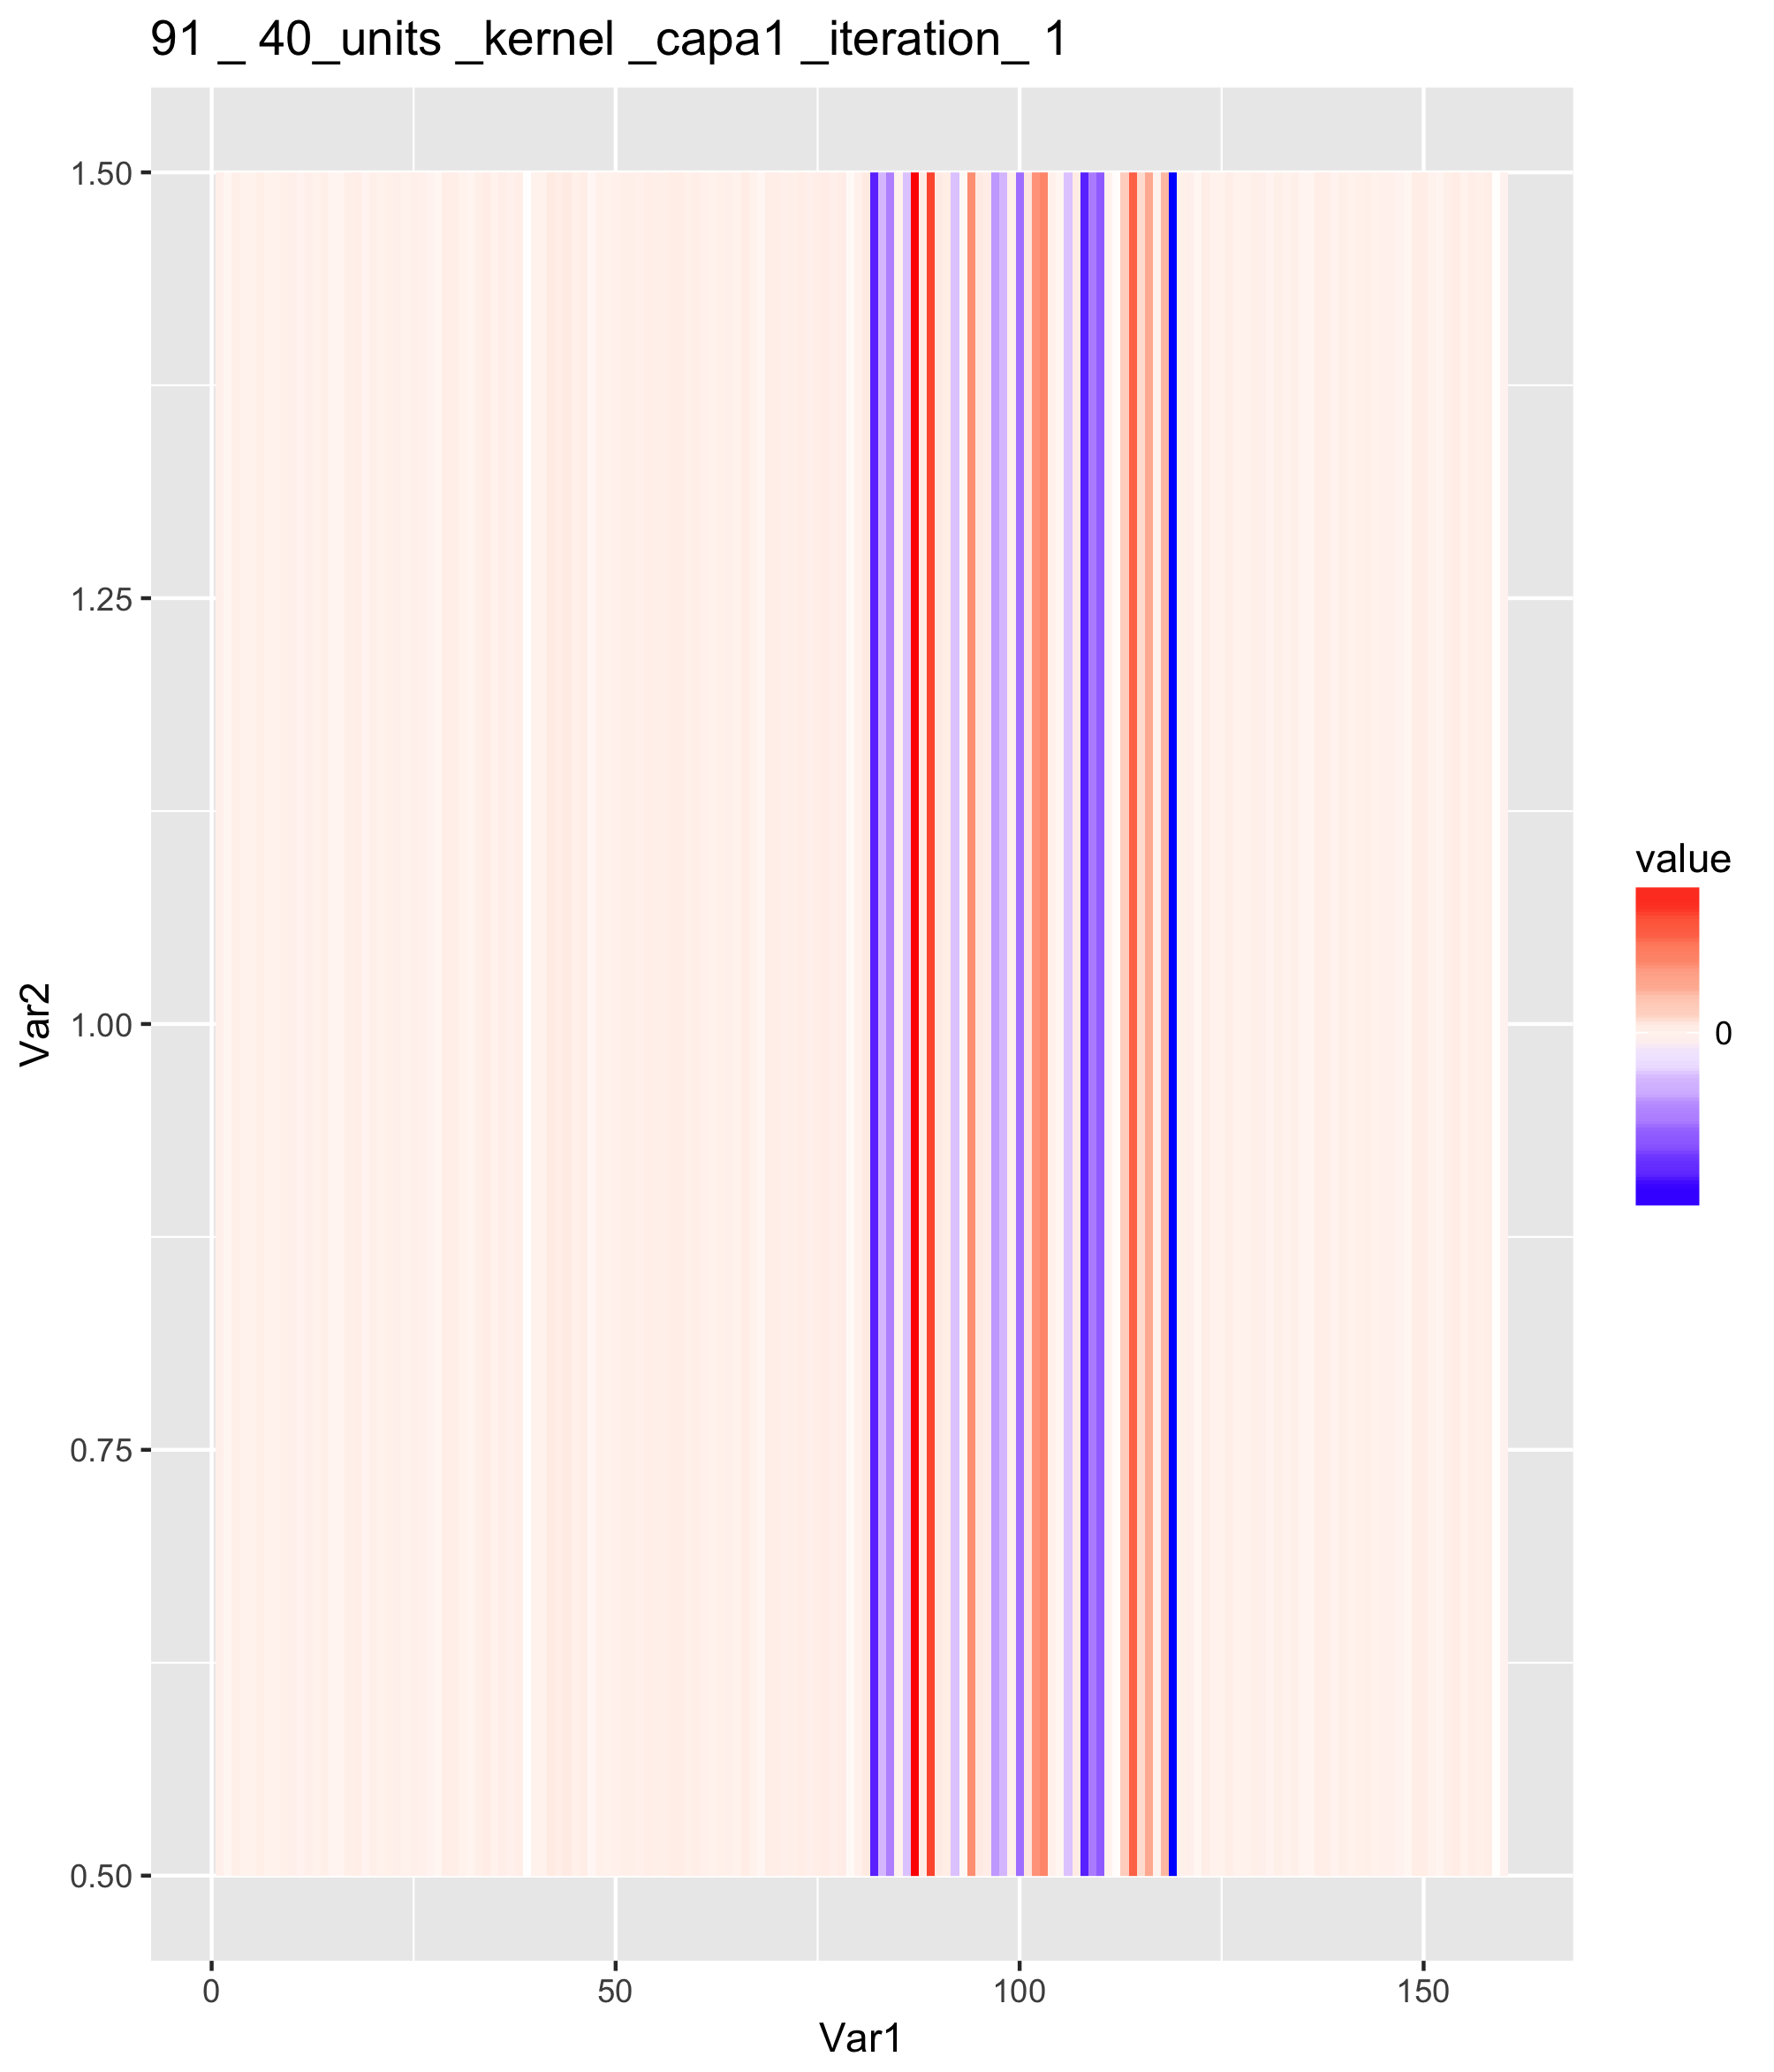 91 _ 40_units _kernel _capa1 _iteration_ 1
1.50
1.25
1.00
0.75
0.50
Var2
0
50
100
150
Var1
value
0